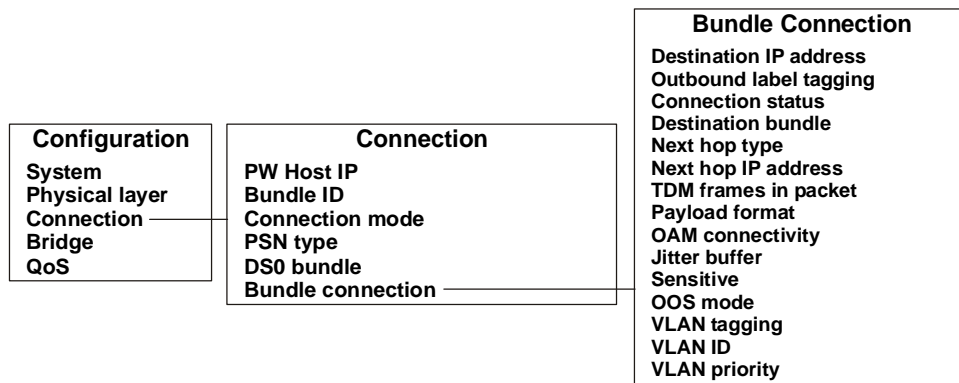 Configuration
System
Physical layer
Connection
Bridge
QoS
Connection
PW Host IP
Bundle ID
Connection mode
PSN type
DS0 bundle
Bundle connection
Bundle Connection
Destination IP address
Outbound label tagging
Connection status
Destination bundle
Next hop type
Next hop IP address
TDM frames in packet
Payload format
OAM connectivity
Jitter buffer
Sensitive
OOS mode
VLAN tagging
VLAN ID
VLAN priority